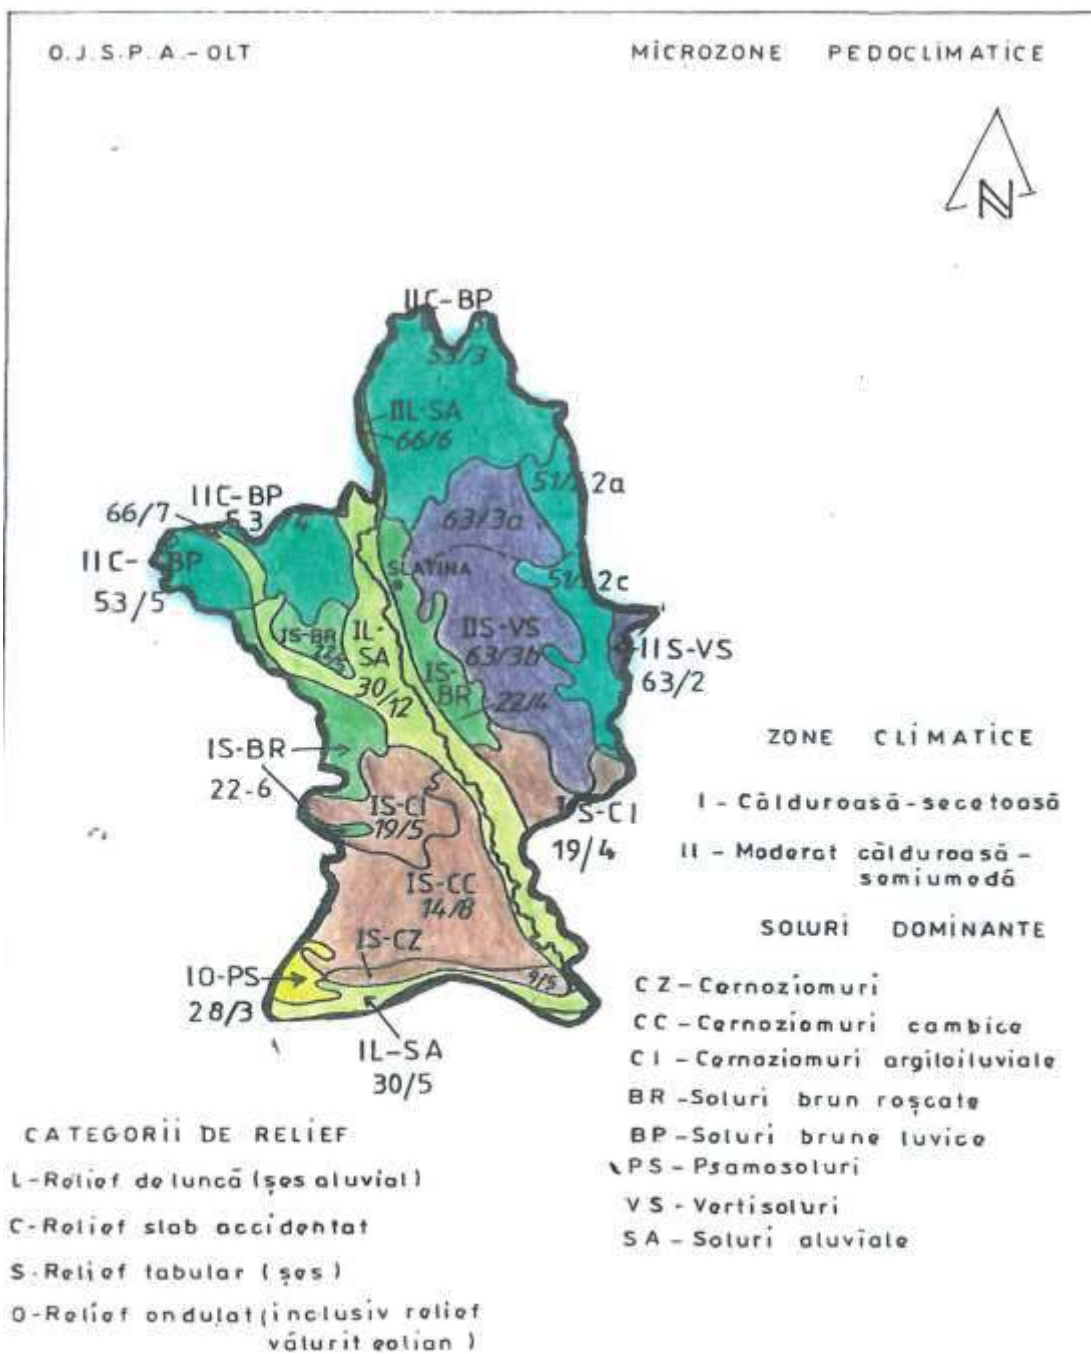 O.J.S.P.A.-OLT
MICROZONE PEDOCLIMATICE
N
IIC-BP
53/3
IIL-SA
66/6
51/2a
IIC-BP
66/7
53/4
63/3a
IIC-BP
SLATINA
51/2c
53/5
IS-BR
IL-
SA
IIS-VS
63/3b
IIS-VS
63/2
30/12
IS-
BR
22/4
IS-BR
22-6
IS-CI
19/5
IS-CI
19/4
IS-CC
14/8
IS-CZ
9/5
IO-PS
28/3
IL-SA
30/5
ZONE CLIMATICE
I - Călduroasă-secetoasă
II - Moderat călduroasă-
semiumedă
SOLURI DOMINANTE
CZ-Cernoziomuri
CC-Cernoziomuri cambice
CI-Cernoziomuri argiloiluviale
BR-Soluri brun roșcate
BP-Soluri brune luvice
PS-Psamosoluri
VS-Vertisoluri
SA-Soluri aluviale
CATEGORII DE RELIEF
L-Relief de luncă (șes aluvial)
C-Relief slab accidentat
S-Relief tabular (șes)
O-Relief ondulat (inclusiv relief
vălurit eolian)